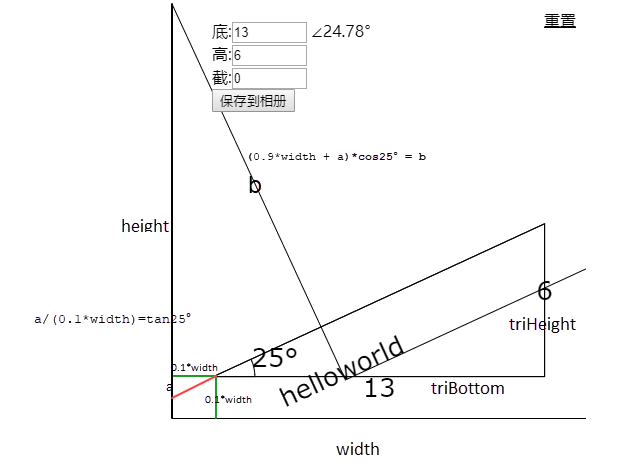 底:13 ∠24.78° 重置
高:6
截:0
保存到相册
(0.9*width + a)*cos25° = b
b
height
6
a/(0.1*width)=tan25°
triHeight
25°
helloworld
0.1*width
a
13
triBottom
0.1*width
width